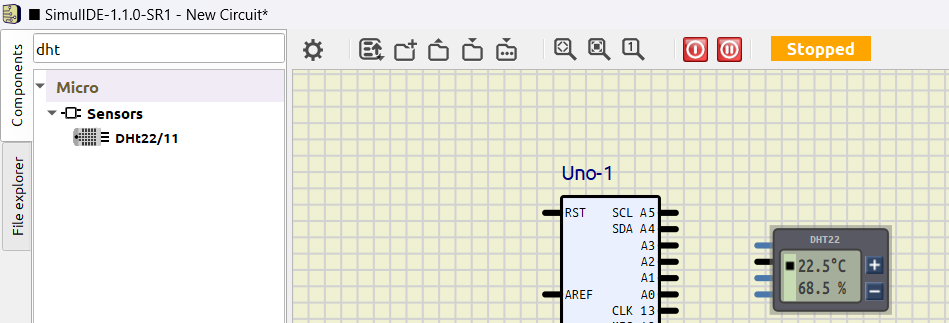 SimulIDE-1.1.0-SR1 - New Circuit*
Components
File explorer
dht
Micro
Sensors
DHt22/11
1
Stopped
Uno-1
RST SCL A5
SDA A4
A3
A2
A1
AREF A0
CLK 13
DHT22
22.5°C +
68.5 % −